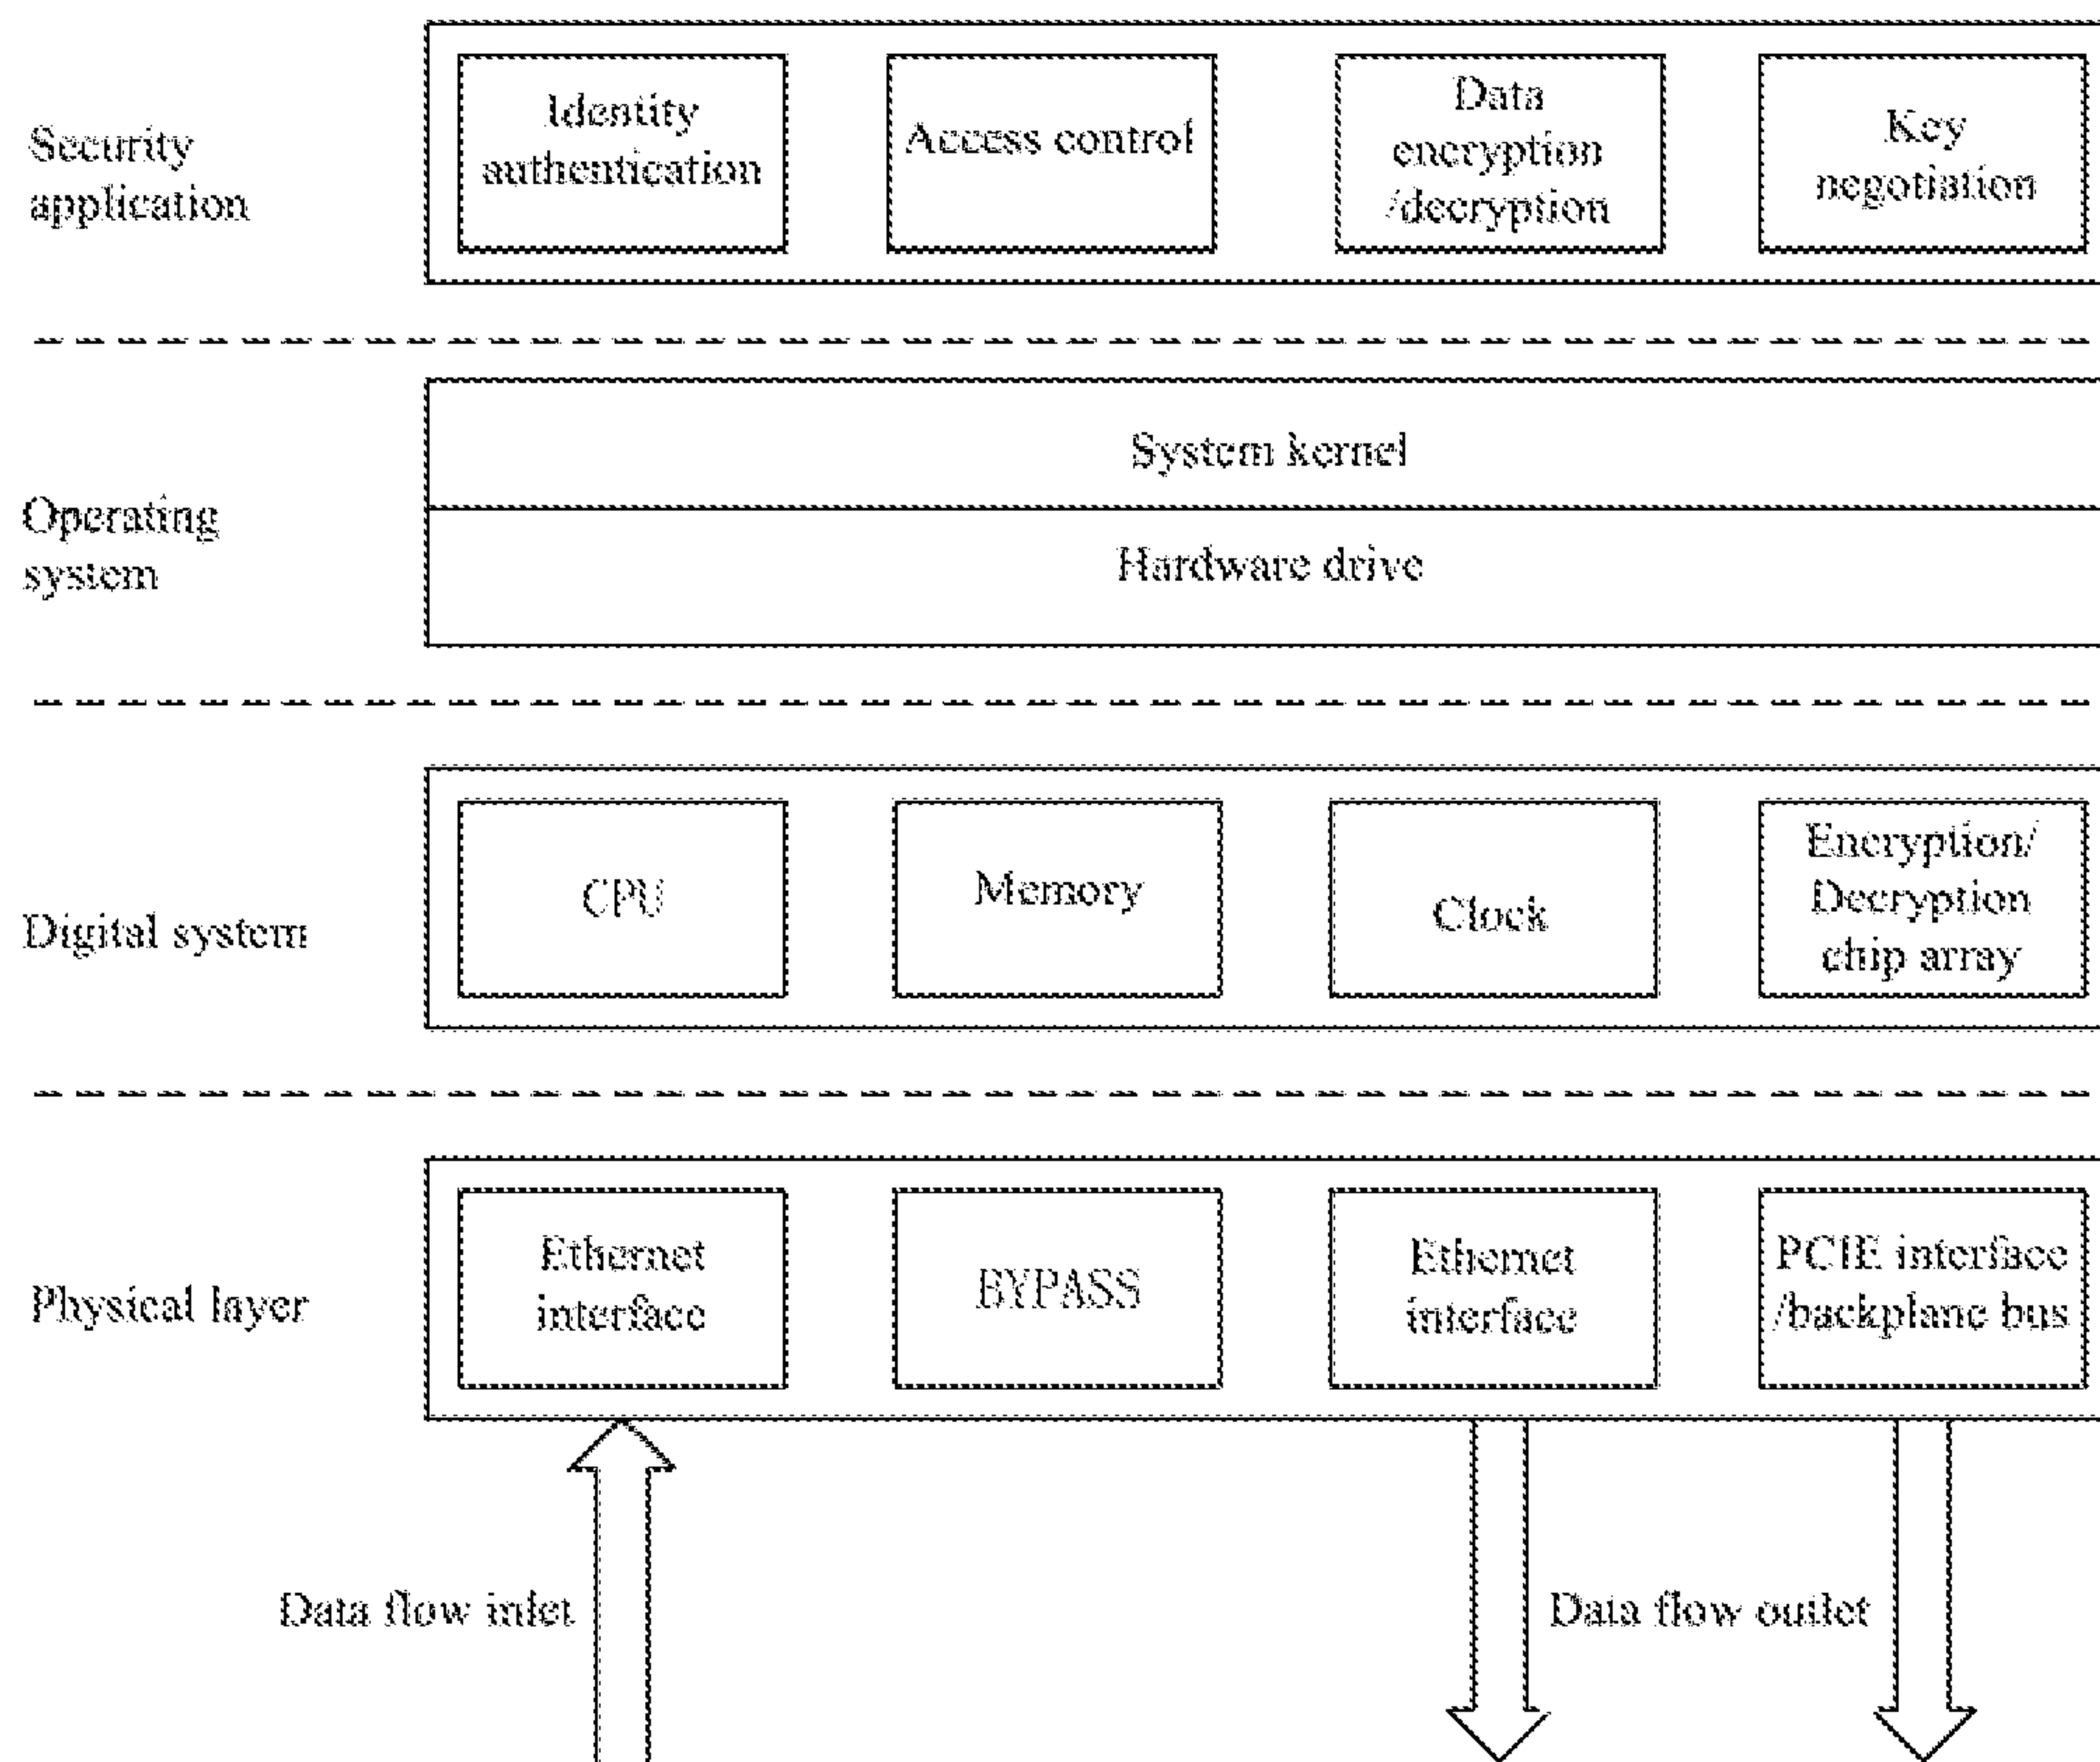 Security
application
Identity
authentication
Access control
Data
encryption
/decryption
Key
negotiation
Operating
system
System kernel
Hardware drive
Digital system
CPU
Memory
Clock
Encryption/
Decryption
chip array
Physical layer
Ethernet
interface
BYPASS
Ethernet
interface
PCIE interface
/backplane bus
Data flow inlet
Data flow outlet